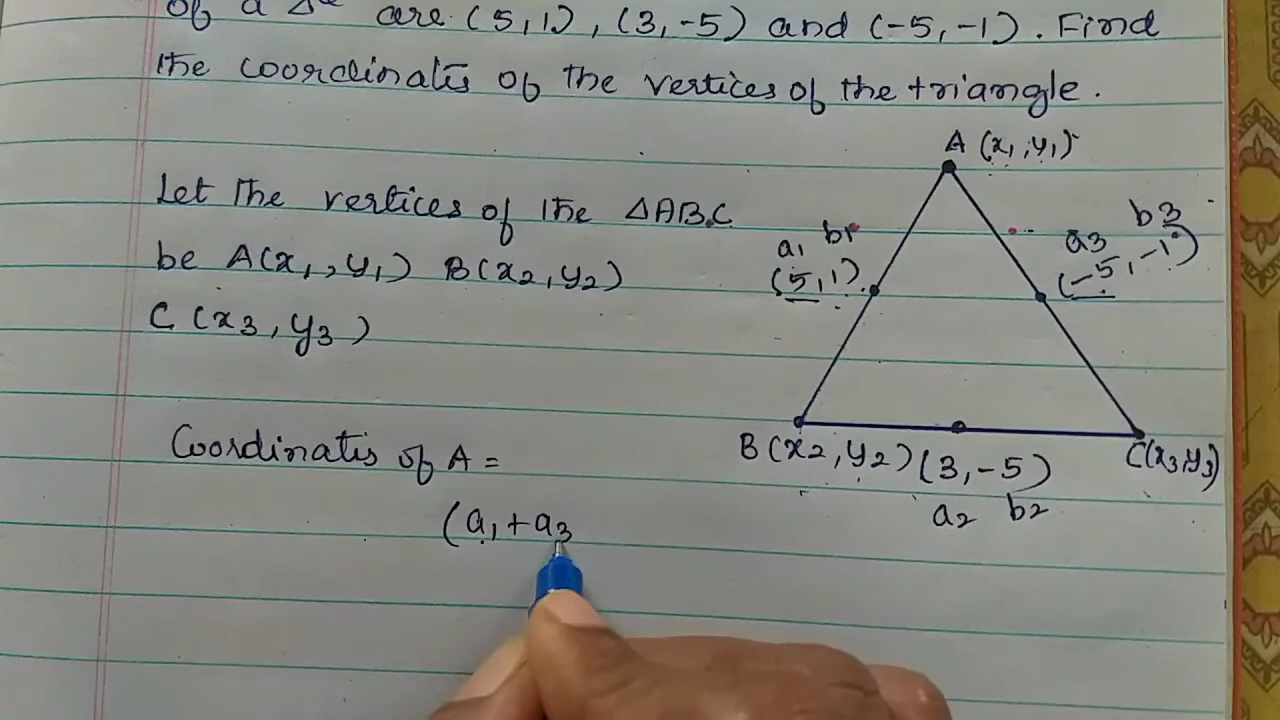 of a Δle are (5,1), (3,-5) and (-5,-1). Find
the coordinates of the vertices of the triangle.
A (x1, y1)
Let the vertices of the ΔABC
be A(x1, y1) B(x2, y2)
C (x3, y3)
a1 b1
(5,1)
a3 b3
(-5,-1)
B(x2, y2) (3,-5) C(x3,y3)
a2 b2
Coordinates of A =
(a1+a3